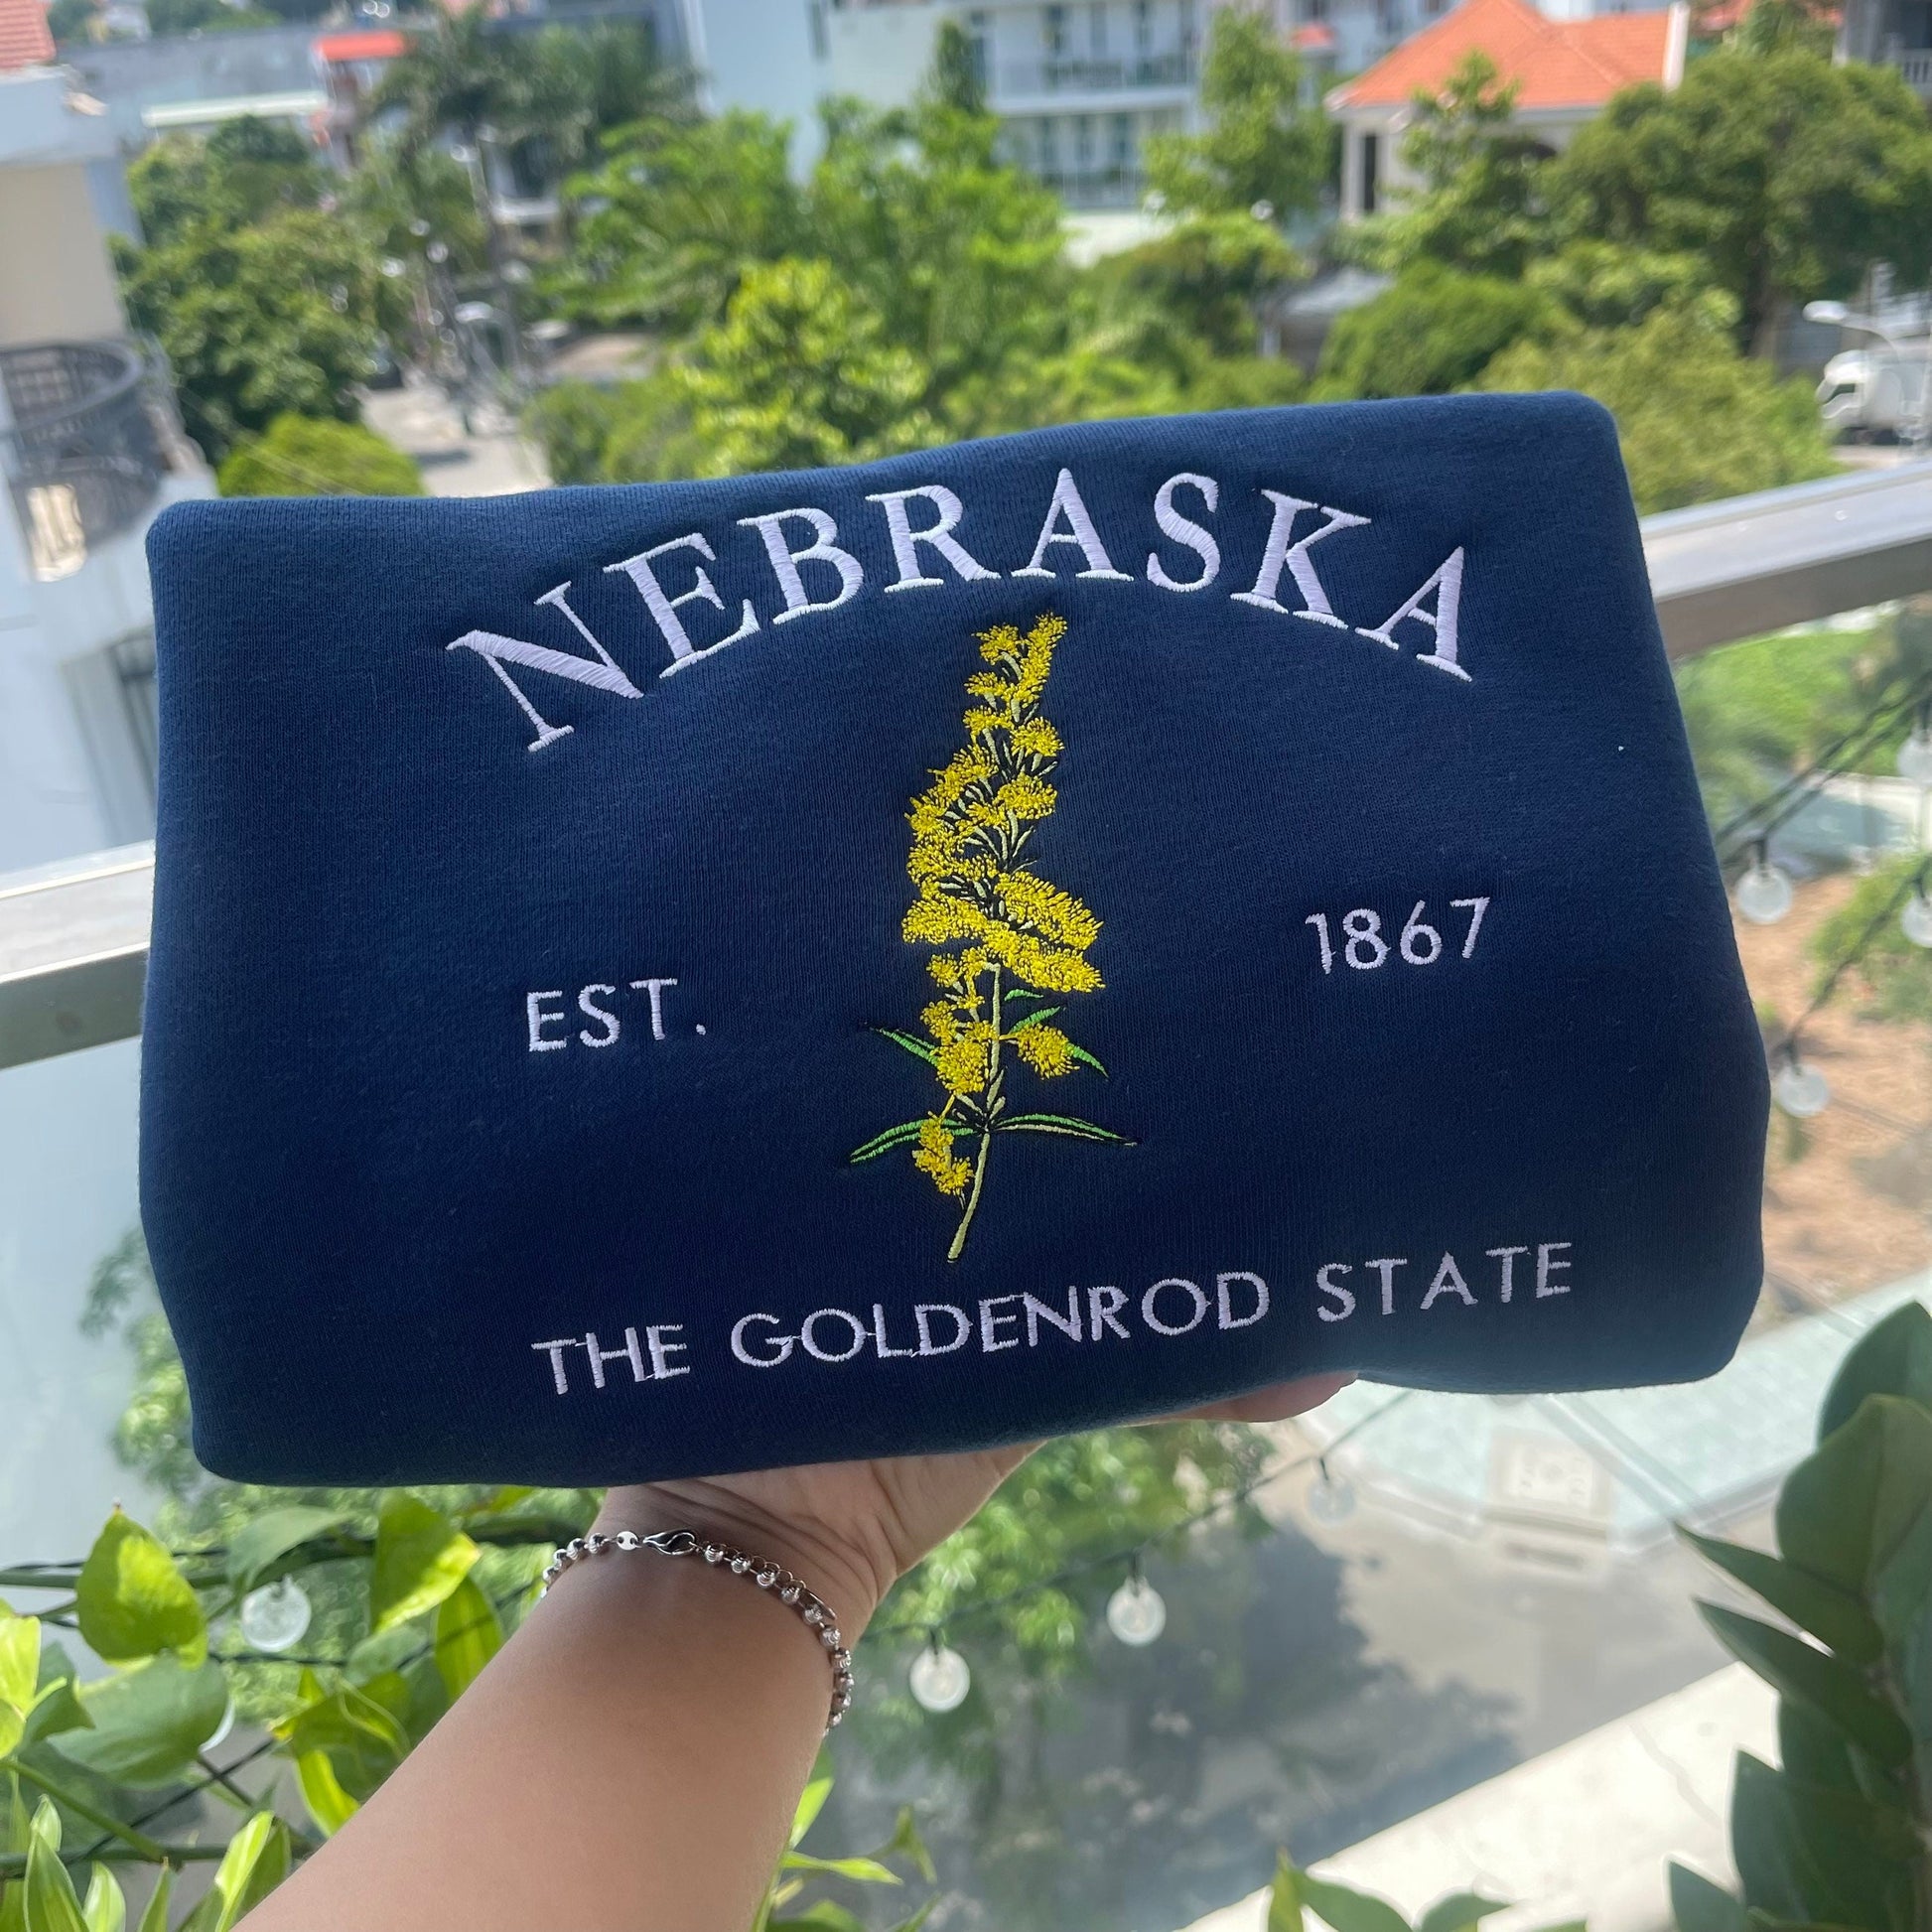 NEBRASKA
EST. 1867
THE GOLDENROD STATE